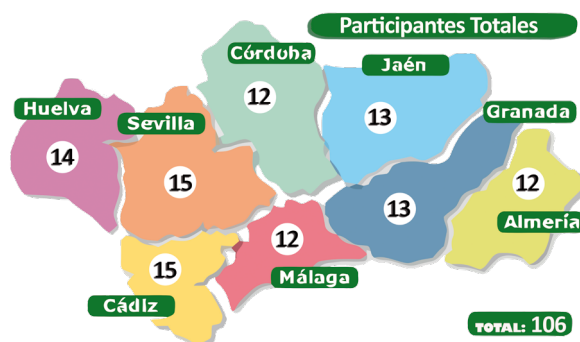 Participantes Totales
Córdoba
12
Jaén
13
Huelva
14
Sevilla
15
Granada
13
12
Almería
Málaga
12
15
Cádiz
TOTAL: 106